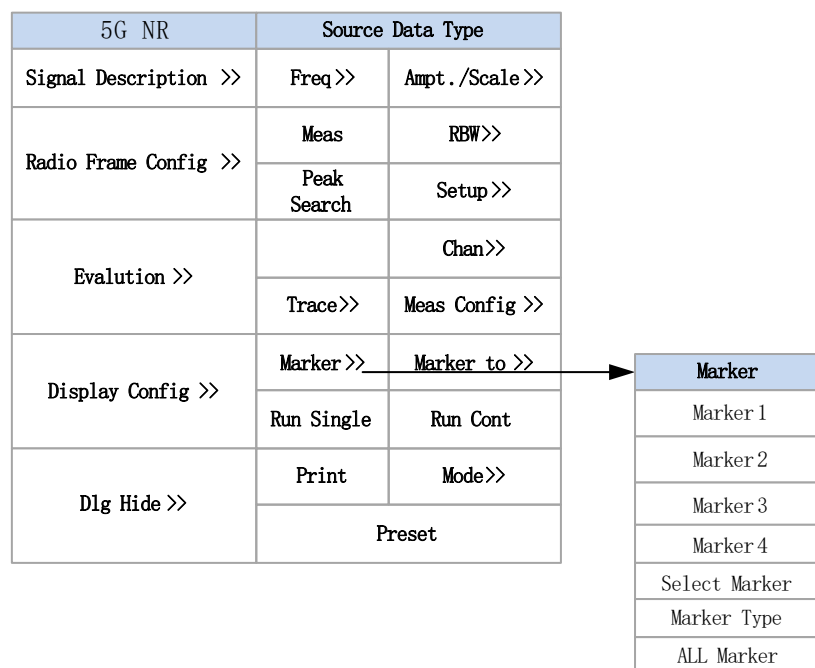 5G NR Source Data Type
Signal Description >> Freq>> Ampt./Scale>>
Radio Frame Config >> Meas RBW>>
Peak Search Setup>>
Evalution >> Chan>>
Trace>> Meas Config >>
Display Config >> Marker>> Marker to >>
Run Single Run Cont
Dlg Hide >> Print Mode>>
Preset
Marker
Marker1
Marker2
Marker3
Marker4
Select Marker
Marker Type
ALL Marker